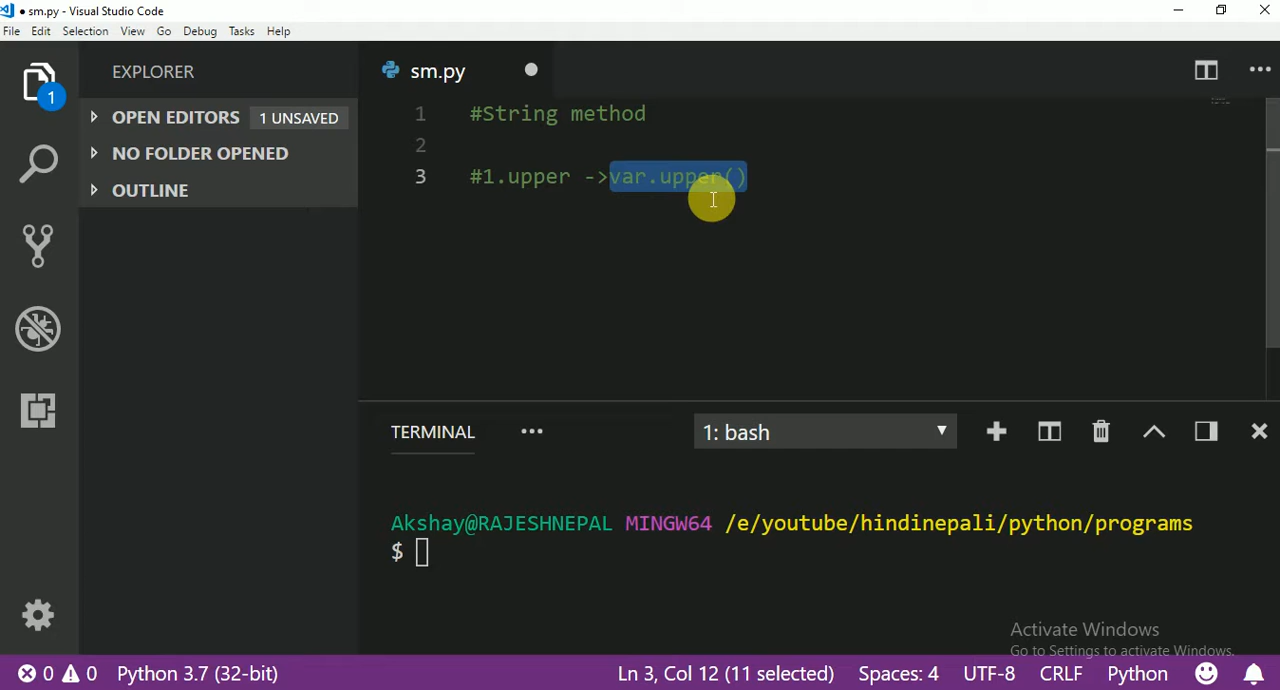 ● sm.py - Visual Studio Code
File Edit Selection View Go Debug Tasks Help
EXPLORER
sm.py
1
OPEN EDITORS 1 UNSAVED
NO FOLDER OPENED
OUTLINE
1 #String method
2
3 #1.upper ->var.upper()
TERMINAL ••• 1: bash
Akshay@RAJESHNEPAL MINGW64 /e/youtube/hindinepali/python/programs
$
Activate Windows
Go to Settings to activate Windows.
0 0 Python 3.7 (32-bit) Ln 3, Col 12 (11 selected) Spaces: 4 UTF-8 CRLF Python